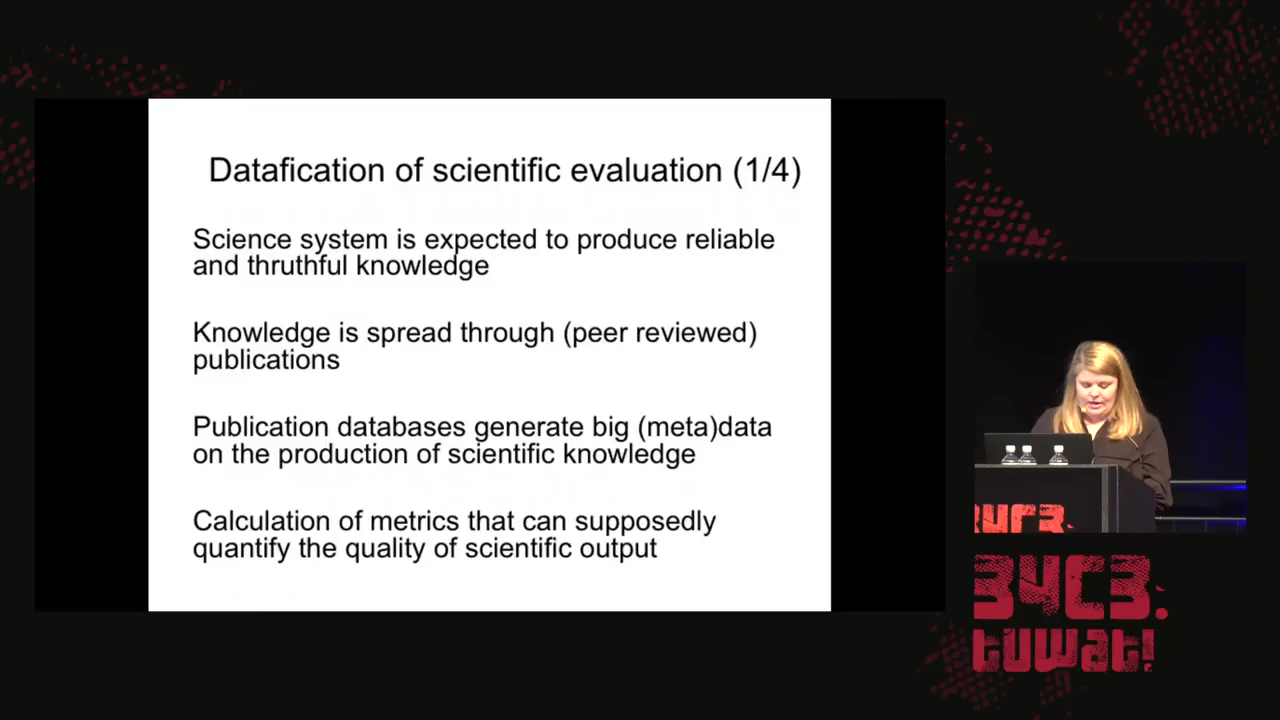 Datafication of scientific evaluation (1/4)
Science system is expected to produce reliable
and thruthful knowledge
Knowledge is spread through (peer reviewed)
publications
Publication databases generate big (meta)data
on the production of scientific knowledge
Calculation of metrics that can supposedly
quantify the quality of scientific output
34C3.
tuwat!